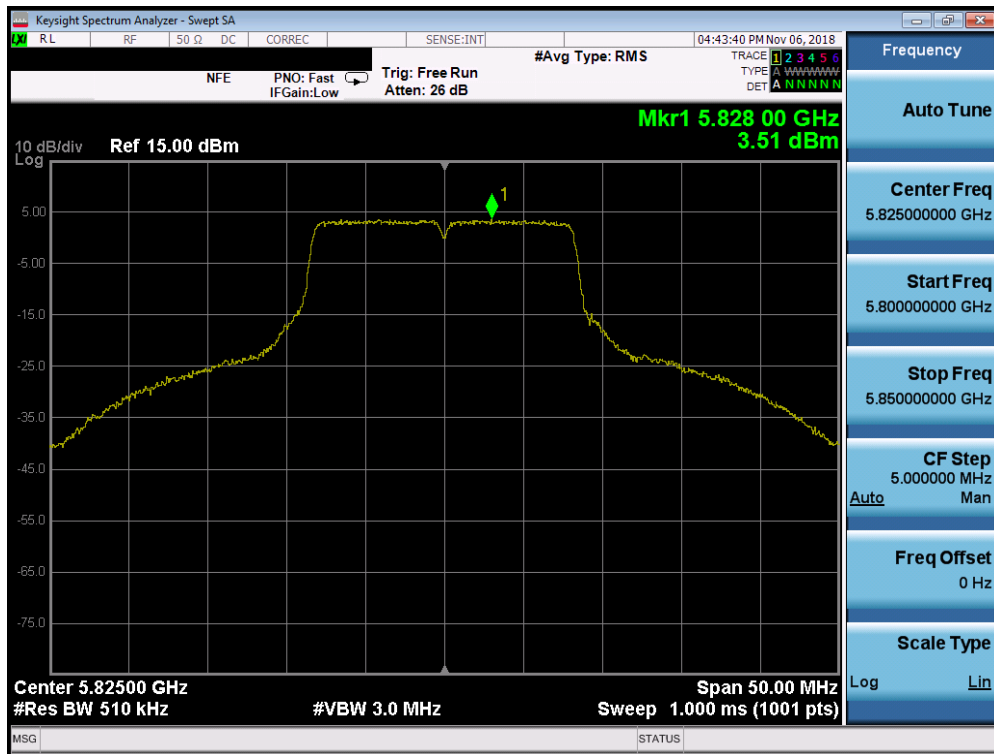 Keysight Spectrum Analyzer - Swept SA
LXI RL RF 50 Ω DC CORREC SENSE:INT 04:43:40 PM Nov 06, 2018
#Avg Type: RMS TRACE 1 2 3 4 5 6
NFE PNO: Fast Trig: Free Run TYPE A WWWWW
IFGain:Low Atten: 26 dB DET A N N N N N
Mkr1 5.828 00 GHz
3.51 dBm
10 dB/div Ref 15.00 dBm
Log
1
5.00
-5.00
-15.0
-25.0
-35.0
-45.0
-55.0
-65.0
-75.0
Center 5.82500 GHz Span 50.00 MHz
#Res BW 510 kHz #VBW 3.0 MHz Sweep 1.000 ms (1001 pts)
MSG STATUS
Frequency
Auto Tune
Center Freq
5.825000000 GHz
Start Freq
5.800000000 GHz
Stop Freq
5.850000000 GHz
CF Step
5.000000 MHz
Auto Man
Freq Offset
0 Hz
Scale Type
Log Lin